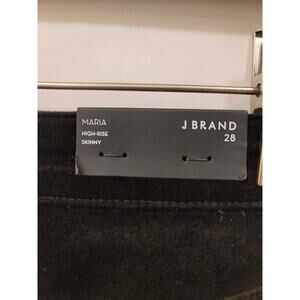 MARIA
HIGH-RISE
SKINNY
J BRAND
28